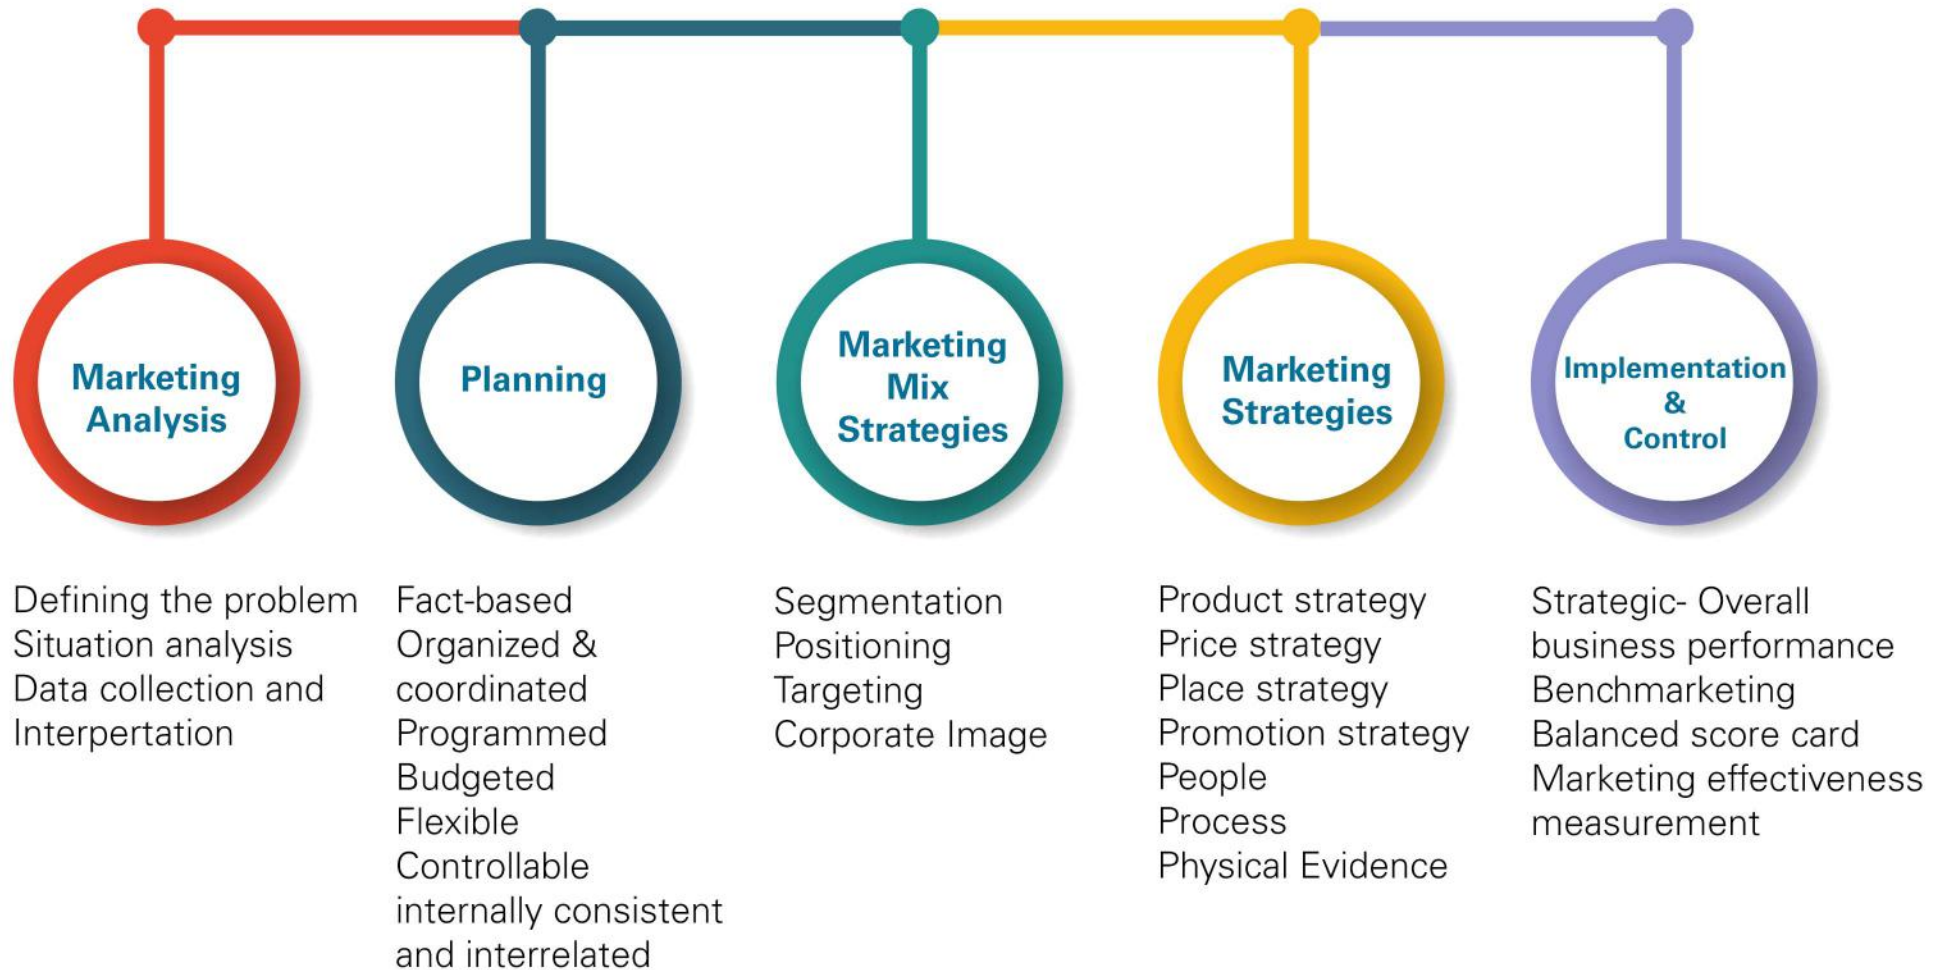 Marketing
Analysis
Planning
Marketing
Mix
Strategies
Marketing
Strategies
Implementation
&
Control
Defining the problem
Situation analysis
Data collection and
Interpertation
Fact-based
Organized &
coordinated
Programmed
Budgeted
Flexible
Controllable
internally consistent
and interrelated
Segmentation
Positioning
Targeting
Corporate Image
Product strategy
Price strategy
Place strategy
Promotion strategy
People
Process
Physical Evidence
Strategic- Overall
business performance
Benchmarketing
Balanced score card
Marketing effectiveness
measurement